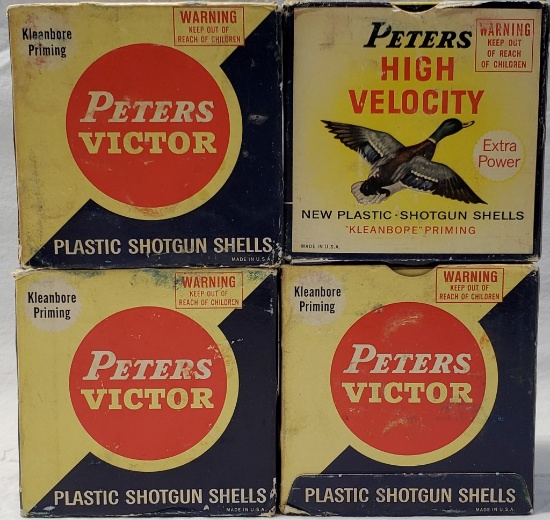 Kleanbore
Priming
WARNING
KEEP OUT OF
REACH OF CHILDREN
PETERS
VICTOR
PLASTIC SHOTGUN SHELLS
MADE IN U.S.A.
PETERS
WARNING
KEEP OUT
OF REACH
OF CHILDREN
HIGH
VELOCITY
Extra
Power
NEW PLASTIC · SHOTGUN SHELLS
"KLEANBORE" PRIMING
MADE IN U.S.A.
Kleanbore
Priming
WARNING
KEEP OUT OF
REACH OF CHILDREN
PETERS
VICTOR
PLASTIC SHOTGUN SHELLS
MADE IN U.S.A.
Kleanbore
Priming
WARNING
KEEP OUT OF
REACH OF CHILDREN
PETERS
VICTOR
PLASTIC SHOTGUN SHELLS
MADE IN U.S.A.